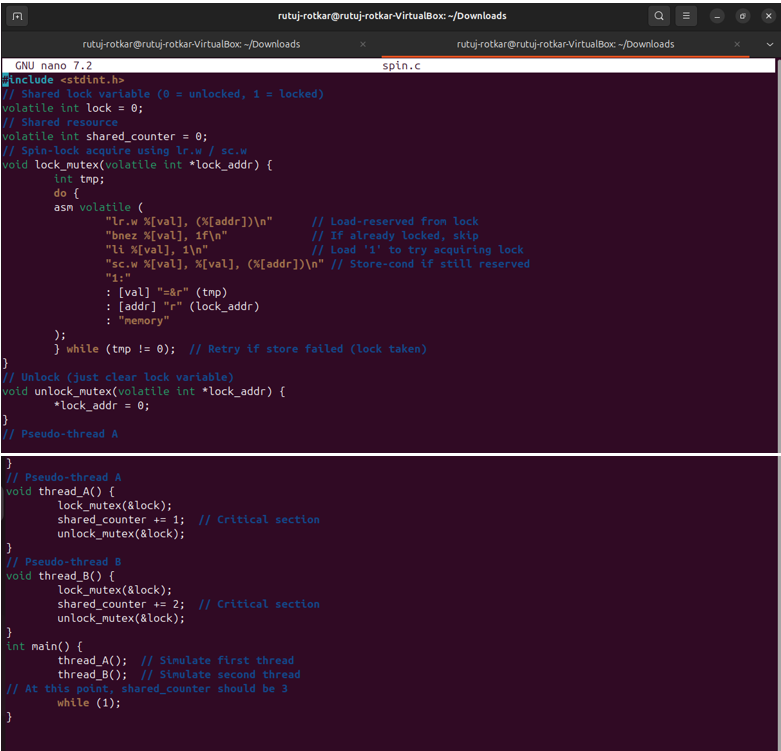 rutuj-rotkar@rutuj-rotkar-VirtualBox: ~/Downloads
rutuj-rotkar@rutuj-rotkar-VirtualBox: ~/Downloads
rutuj-rotkar@rutuj-rotkar-VirtualBox: ~/Downloads
GNU nano 7.2 spin.c
#include <stdint.h>
// Shared lock variable (0 = unlocked, 1 = locked)
volatile int lock = 0;
// Shared resource
volatile int shared_counter = 0;
// Spin-lock acquire using lr.w / sc.w
void lock_mutex(volatile int *lock_addr) {
        int tmp;
        do {
        asm volatile (
                "lr.w %[val], (%[addr])\n"      // Load-reserved from lock
                "bnez %[val], 1f\n"             // If already locked, skip
                "li %[val], 1\n"                // Load '1' to try acquiring lock
                "sc.w %[val], %[val], (%[addr])\n" // Store-cond if still reserved
                "1:"
                : [val] "=&r" (tmp)
                : [addr] "r" (lock_addr)
                : "memory"
        );
        } while (tmp != 0);  // Retry if store failed (lock taken)
}
// Unlock (just clear lock variable)
void unlock_mutex(volatile int *lock_addr) {
        *lock_addr = 0;
}
// Pseudo-thread A
}
// Pseudo-thread A
void thread_A() {
        lock_mutex(&lock);
        shared_counter += 1;  // Critical section
        unlock_mutex(&lock);
}
// Pseudo-thread B
void thread_B() {
        lock_mutex(&lock);
        shared_counter += 2;  // Critical section
        unlock_mutex(&lock);
}
int main() {
        thread_A();  // Simulate first thread
        thread_B();  // Simulate second thread
// At this point, shared_counter should be 3
        while (1);
}